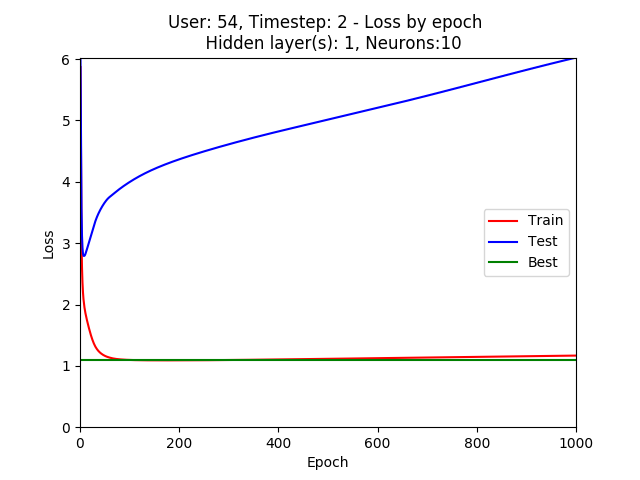 User: 54, Timestep: 2 - Loss by epoch
Hidden layer(s): 1, Neurons:10
6
5
4
3
2
1
0
Loss
Train
Test
Best
0 200 400 600 800 1000
Epoch